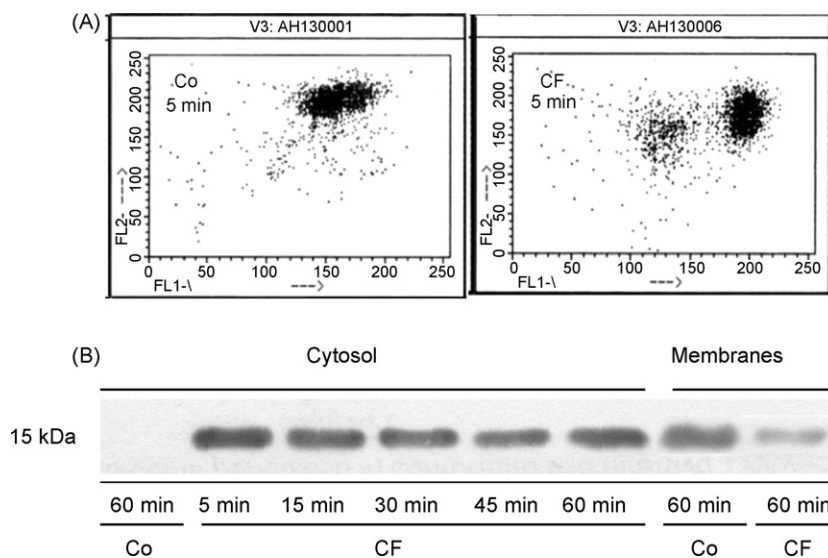 (A)
V3: AH130001
V3: AH130006
Co
5 min
CF
5 min
FL2- --->
0 50 100 150 200 250
FL2- --->
0 50 100 150 200 250
0 50 100 150 200 250
FL1-\ --->
0 50 100 150 200 250
FL1-\ --->
(B)
Cytosol Membranes
15 kDa
60 min 5 min 15 min 30 min 45 min 60 min 60 min 60 min
Co CF Co CF